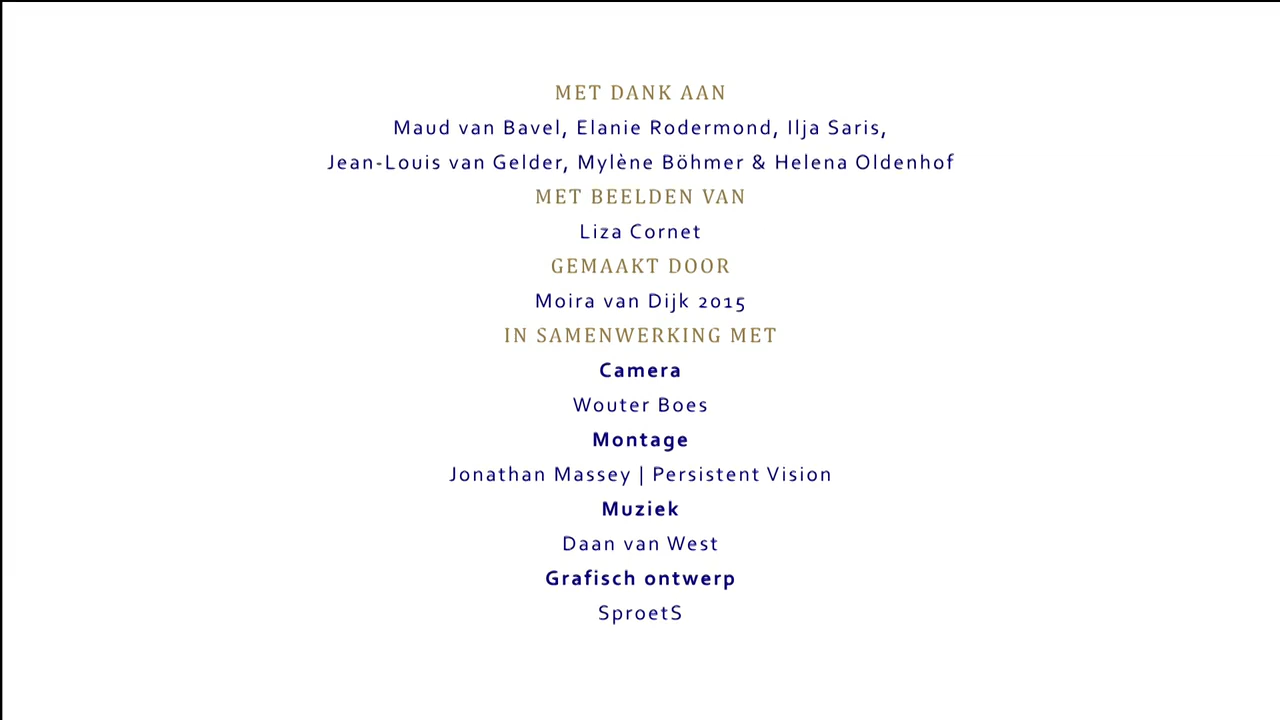 MET DANK AAN
Maud van Bavel, Elanie Rodermond, Ilja Saris,
Jean-Louis van Gelder, Mylène Böhmer & Helena Oldenhof
MET BEELDEN VAN
Liza Cornet
GEMAAKT DOOR
Moira van Dijk 2015
IN SAMENWERKING MET
Camera
Wouter Boes
Montage
Jonathan Massey | Persistent Vision
Muziek
Daan van West
Grafisch ontwerp
SproetS